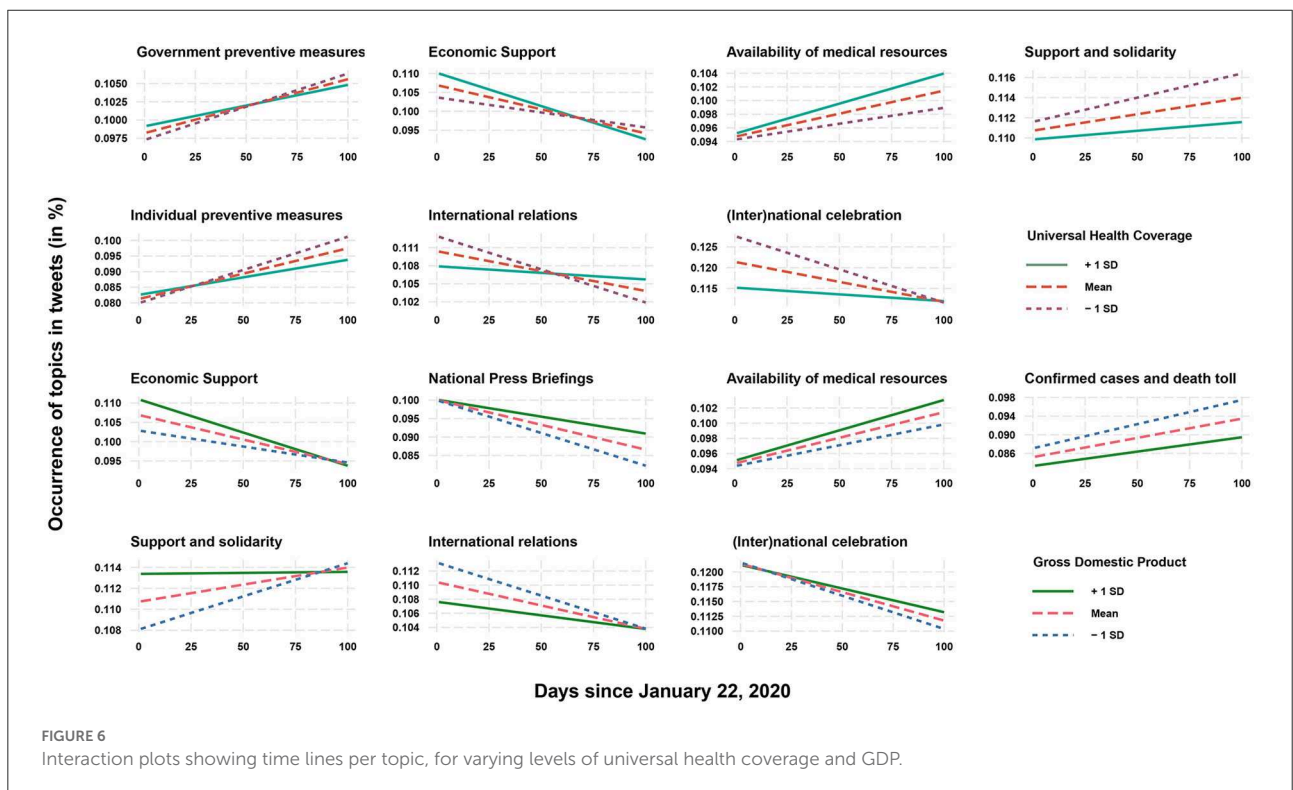 Occurrence of topics in tweets (in %)
Government preventive measures
0.1050
0.1025
0.1000
0.0975
0 25 50 75 100
Economic Support
0.110
0.105
0.100
0.095
0 25 50 75 100
Availability of medical resources
0.104
0.102
0.100
0.098
0.096
0.094
0 25 50 75 100
Support and solidarity
0.116
0.114
0.112
0.110
0 25 50 75 100
Individual preventive measures
0.100
0.095
0.090
0.085
0.080
0 25 50 75 100
International relations
0.111
0.108
0.105
0.102
0 25 50 75 100
(Inter)national celebration
0.125
0.120
0.115
0 25 50 75 100
Universal Health Coverage
+ 1 SD
Mean
− 1 SD
Economic Support
0.110
0.105
0.100
0.095
0 25 50 75 100
National Press Briefings
0.100
0.095
0.090
0.085
0 25 50 75 100
Availability of medical resources
0.102
0.100
0.098
0.096
0.094
0 25 50 75 100
Confirmed cases and death toll
0.098
0.094
0.090
0.086
0 25 50 75 100
Support and solidarity
0.114
0.112
0.110
0.108
0 25 50 75 100
International relations
0.112
0.110
0.108
0.106
0.104
0 25 50 75 100
(Inter)national celebration
0.1200
0.1175
0.1150
0.1125
0.1100
0 25 50 75 100
Gross Domestic Product
+ 1 SD
Mean
− 1 SD
Days since January 22, 2020
FIGURE 6
Interaction plots showing time lines per topic, for varying levels of universal health coverage and GDP.